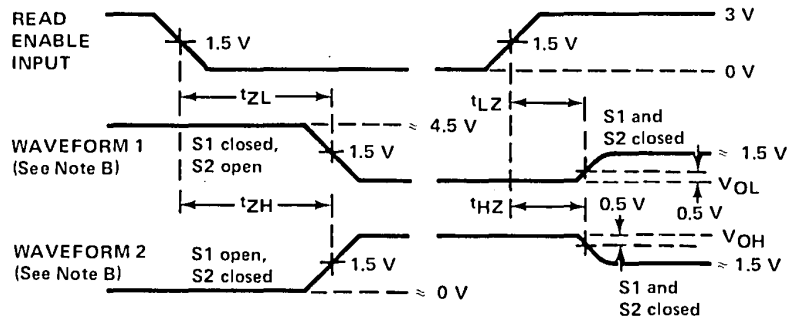 READ
ENABLE
INPUT
1.5 V
1.5 V
3 V
0 V
tZL
tLZ
S1 and
S2 closed
≈ 4.5 V
WAVEFORM 1
(See Note B)
S1 closed,
S2 open
1.5 V
≈ 1.5 V
VOL
0.5 V
tZH
tHZ
0.5 V
VOH
WAVEFORM 2
(See Note B)
S1 open,
S2 closed
1.5 V
≈ 1.5 V
≈ 0 V
S1 and
S2 closed